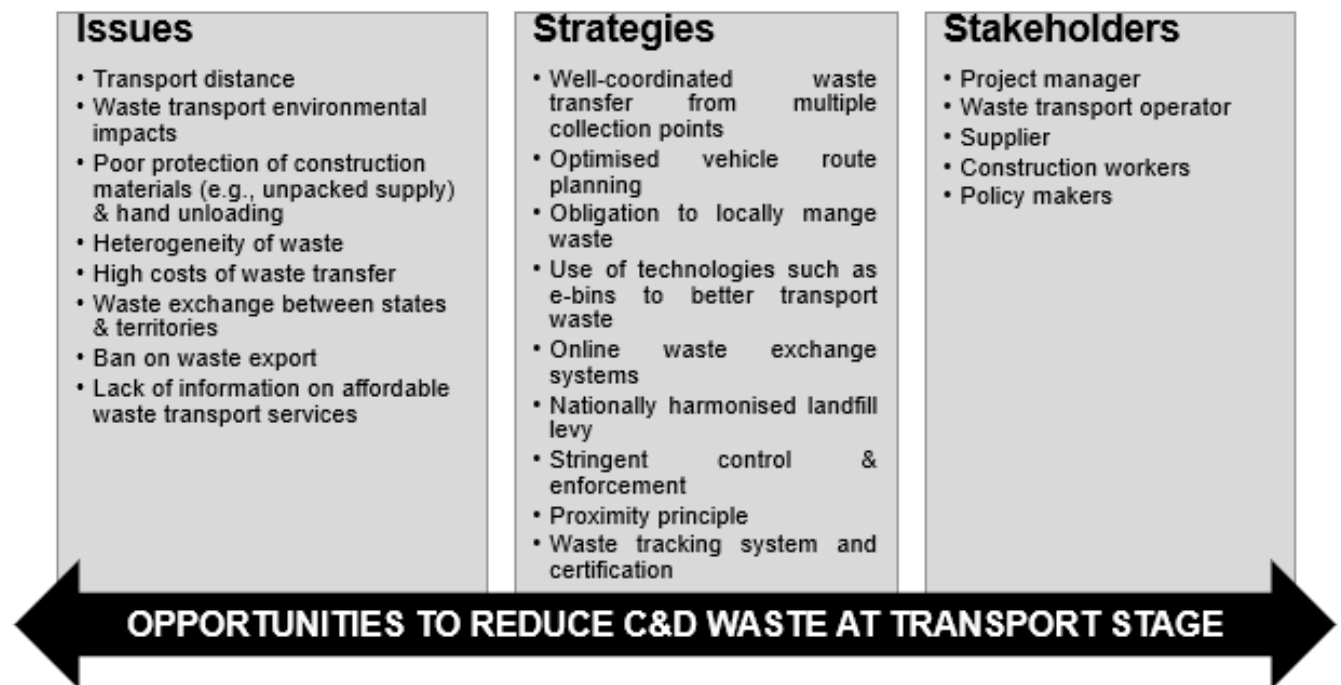 Issues
• Transport distance
• Waste transport environmental
impacts
• Poor protection of construction
materials (e.g., unpacked supply)
& hand unloading
• Heterogeneity of waste
• High costs of waste transfer
• Waste exchange between states
& territories
• Ban on waste export
• Lack of information on affordable
waste transport services
Strategies
• Well-coordinated waste
transfer from multiple
collection points
• Optimised vehicle route
planning
• Obligation to locally mange
waste
• Use of technologies such as
e-bins to better transport
waste
• Online waste exchange
systems
• Nationally harmonised landfill
levy
• Stringent control &
enforcement
• Proximity principle
• Waste tracking system and
certification
Stakeholders
• Project manager
• Waste transport operator
• Supplier
• Construction workers
• Policy makers
OPPORTUNITIES TO REDUCE C&D WASTE AT TRANSPORT STAGE